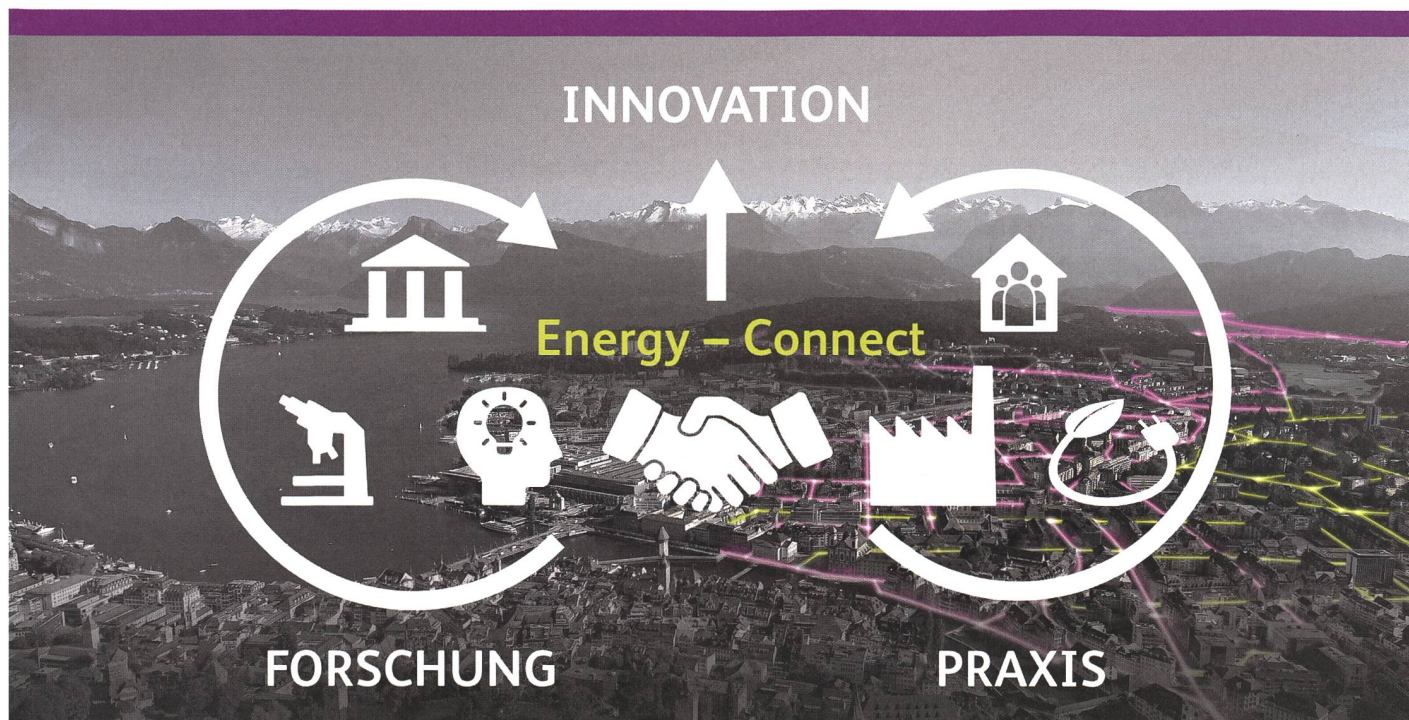 INNOVATION
Energy – Connect
FORSCHUNG
PRAXIS